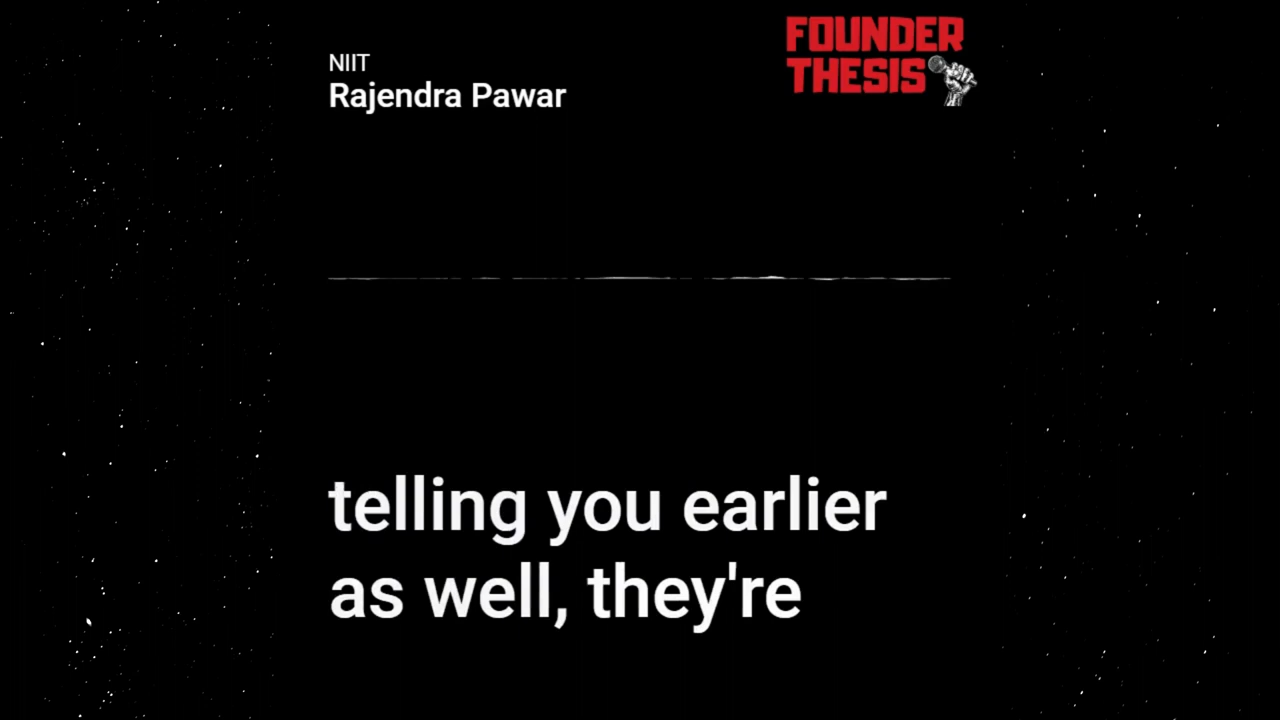 NIIT
Rajendra Pawar
FOUNDER
THESIS
telling you earlier
as well, they're